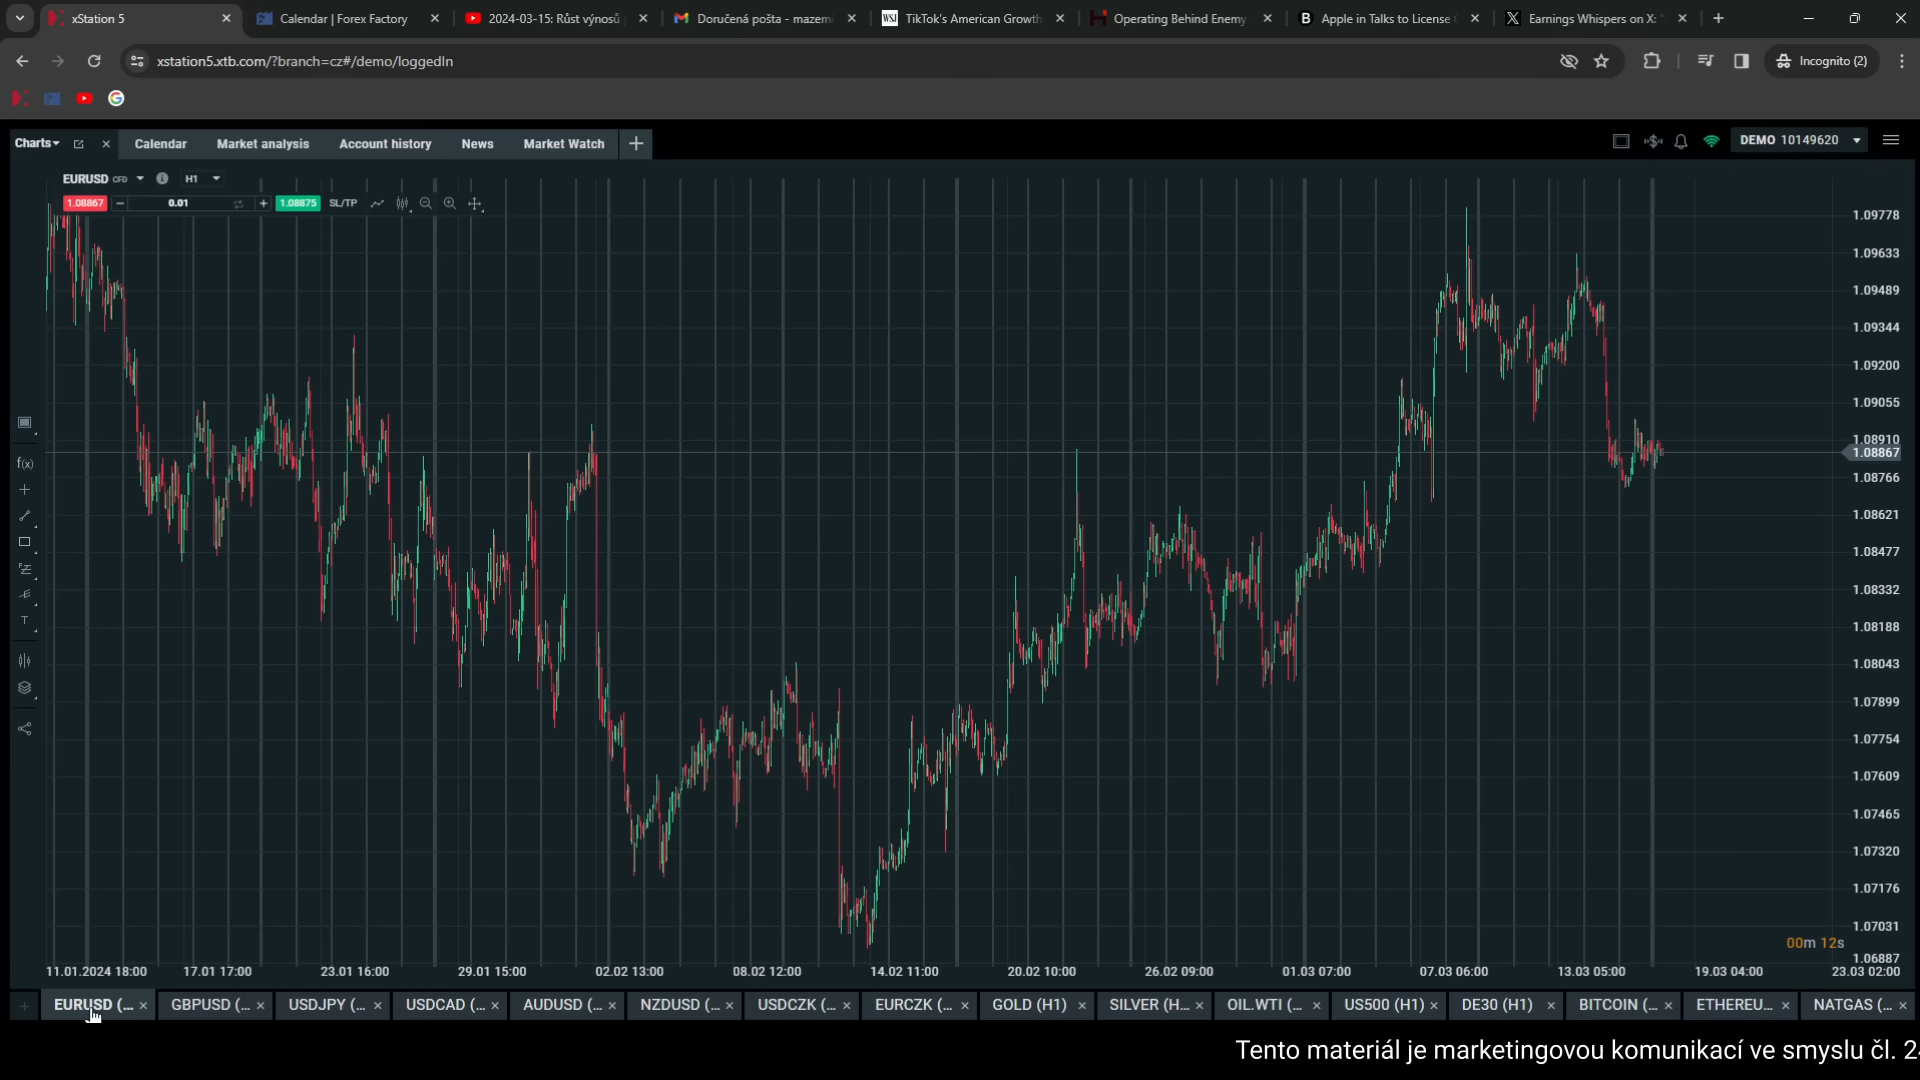 xStation 5
Calendar | Forex Factory
2024-03-15: Růst výnosů
Doručená pošta - mazem
WSJ
TikTok's American Growth
Operating Behind Enemy
B
Apple in Talks to License
Earnings Whispers on X:
xstation5.xtb.com/?branch=cz#/demo/loggedIn
Incognito (2)
Charts
Calendar
Market analysis
Account history
News
Market Watch
DEMO 10149620
EURUSD CFD
H1
1.08867
0.01
1.08875
SL/TP
f(x)
T
1.09778
1.09633
1.09489
1.09344
1.09200
1.09055
1.08910
1.08867
1.08766
1.08621
1.08477
1.08332
1.08188
1.08043
1.07899
1.07754
1.07609
1.07465
1.07320
1.07176
1.07031
1.06887
00m 12s
11.01.2024 18:00
17.01 17:00
23.01 16:00
29.01 15:00
02.02 13:00
08.02 12:00
14.02 11:00
20.02 10:00
26.02 09:00
01.03 07:00
07.03 06:00
13.03 05:00
19.03 04:00
23.03 02:00
EURUSD (...
GBPUSD (...
USDJPY (...
USDCAD (...
AUDUSD (...
NZDUSD (...
USDCZK (...
EURCZK (...
GOLD (H1)
SILVER (H...
OIL.WTI (...
US500 (H1)
DE30 (H1)
BITCOIN (...
ETHEREU...
NATGAS (...
Tento materiál je marketingovou komunikací ve smyslu čl. 2